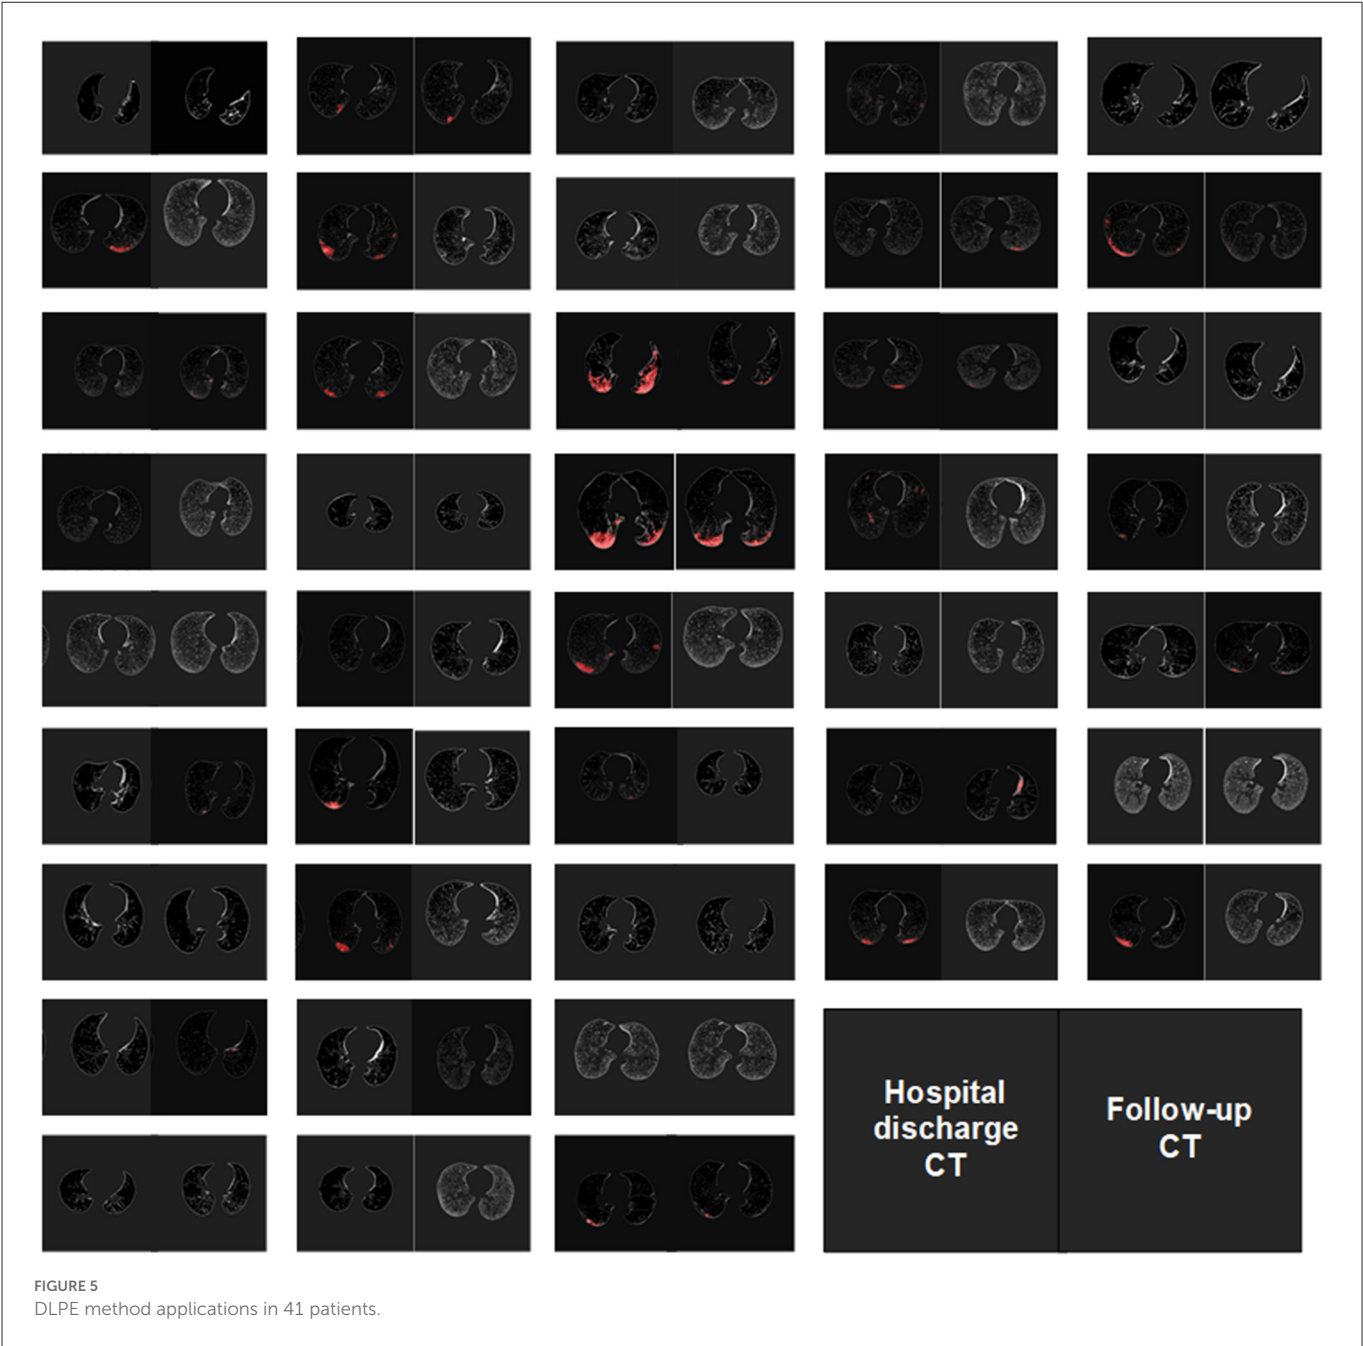 Hospital
discharge
CT
Follow-up
CT
FIGURE 5
DLPE method applications in 41 patients.